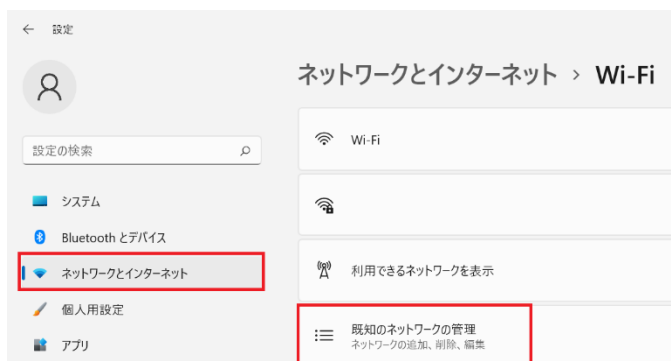 設定
ネットワークとインターネット › Wi-Fi
設定の検索
Wi-Fi
システム
Bluetooth とデバイス
ネットワークとインターネット
利用できるネットワークを表示
個人用設定
既知のネットワークの管理
ネットワークの追加、削除、編集
アプリ